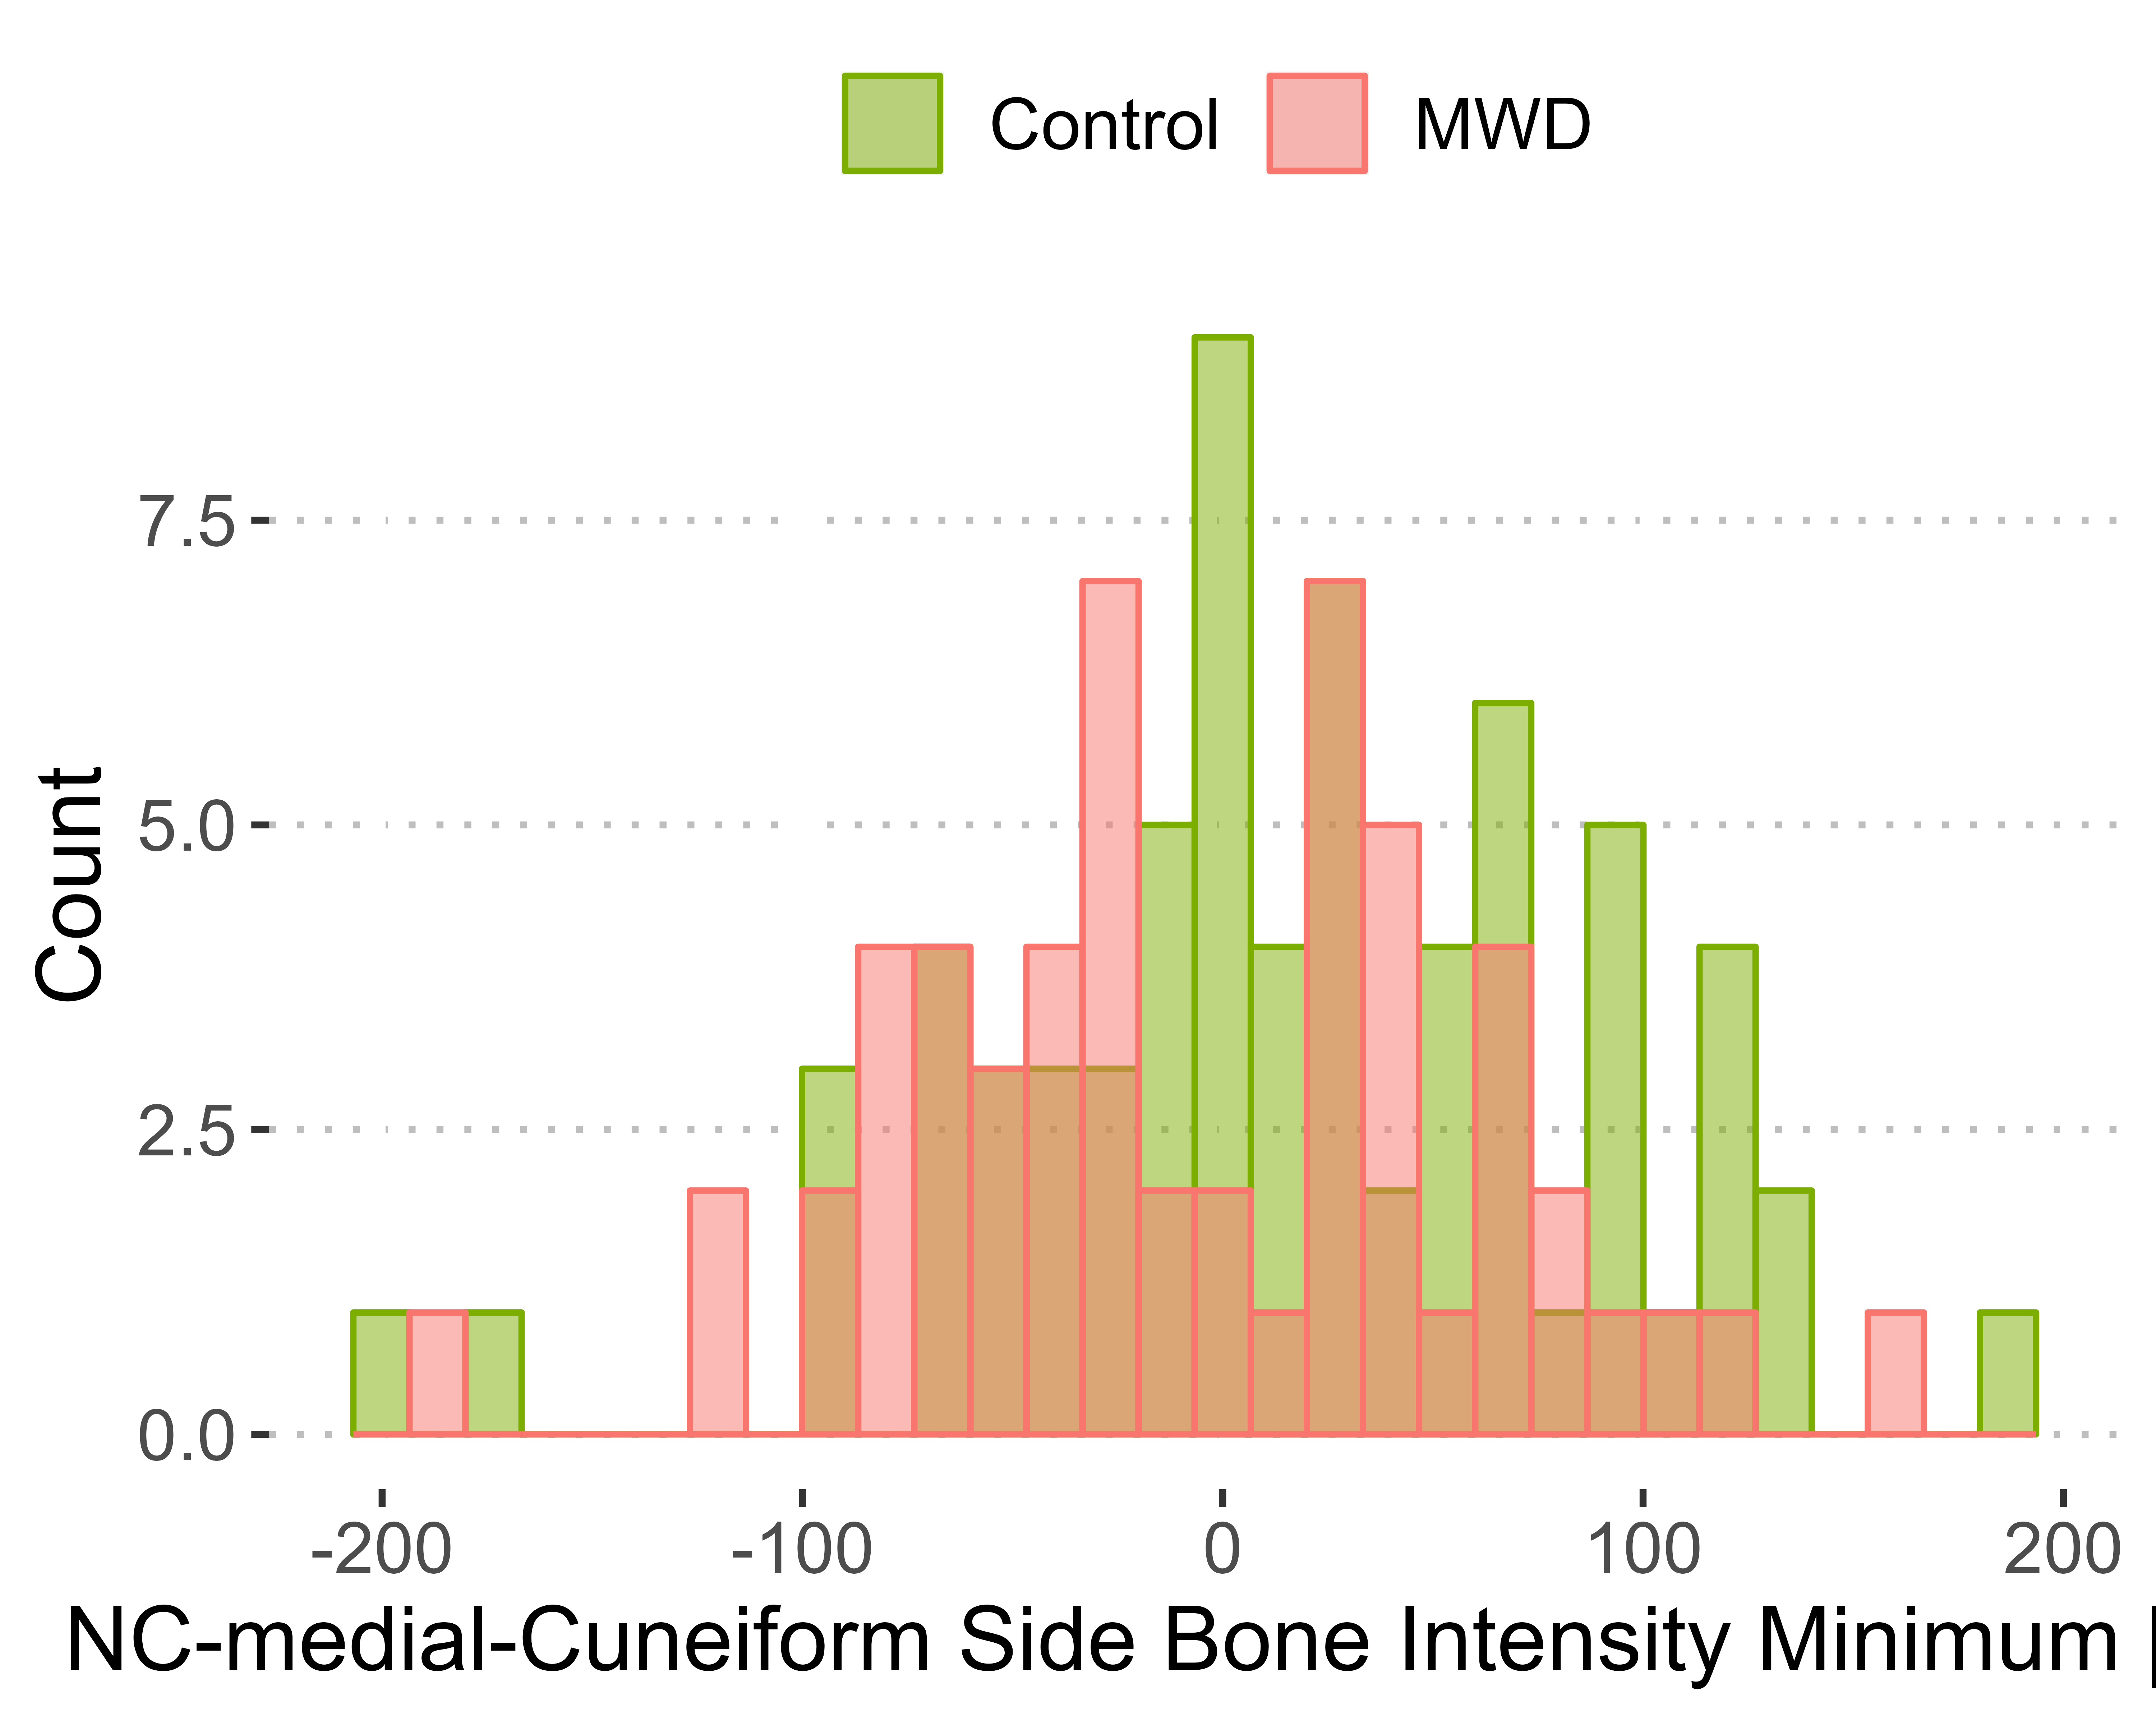 Control MWD
7.5
5.0
2.5
0.0
Count
-200 -100 0 100 200
NC-medial-Cuneiform Side Bone Intensity Minimum